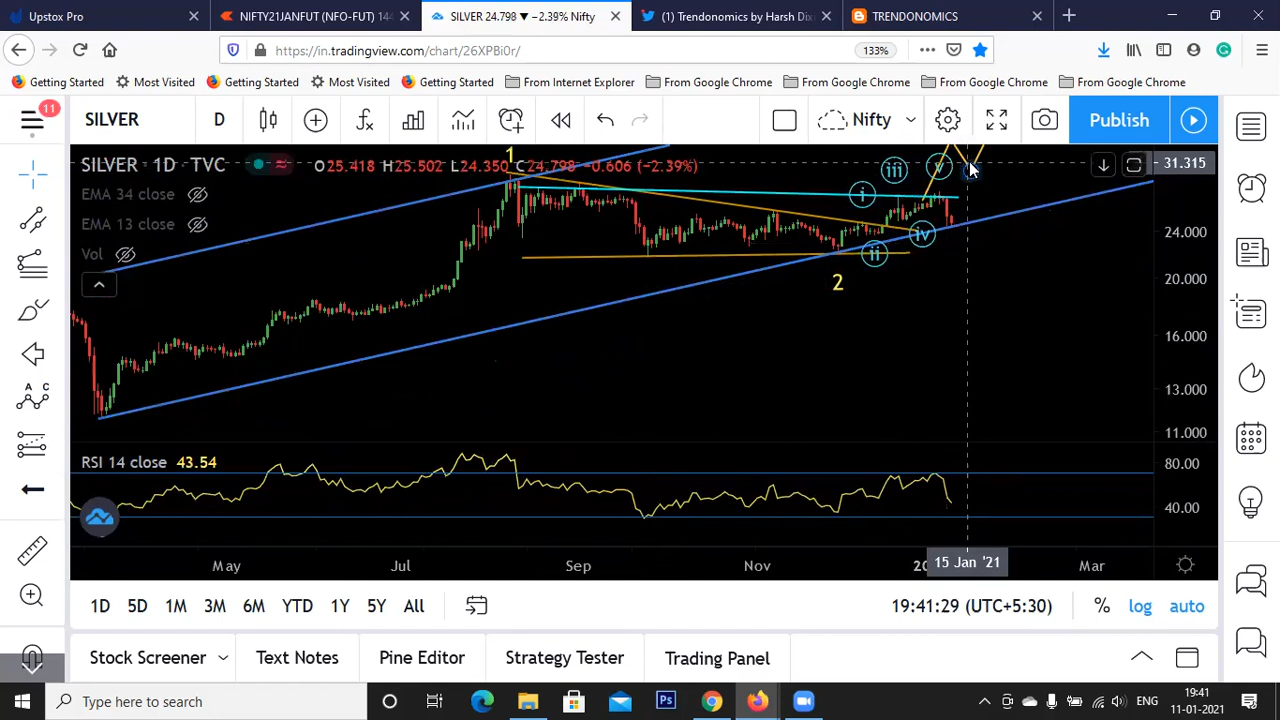 Upstox Pro
NIFTY21JANFUT (NFO-FUT) 144
SILVER 24.798 ▼ −2.39% Nifty
(1) Trendonomics by Harsh Dix
TRENDONOMICS
https://in.tradingview.com/chart/26XPBi0r/
133%
Getting Started
Most Visited
Getting Started
Most Visited
Getting Started
From Internet Explorer
From Google Chrome
From Google Chrome
From Google Chrome
From Google Chrome
11
SILVER
D
Nifty
Publish
SILVER · 1D · TVC
O25.418 H25.502 L24.350 C24.798 −0.606 (−2.39%)
EMA 34 close
EMA 13 close
Vol
1
2
i
ii
iii
iv
v
31.315
24.000
20.000
16.000
13.000
11.000
RSI 14 close 43.54
80.00
40.00
May
Jul
Sep
Nov
15 Jan '21
Mar
1D
5D
1M
3M
6M
YTD
1Y
5Y
All
19:41:29 (UTC+5:30)
%
log
auto
Stock Screener
Text Notes
Pine Editor
Strategy Tester
Trading Panel
Type here to search
Ps
ENG
19:41
11-01-2021